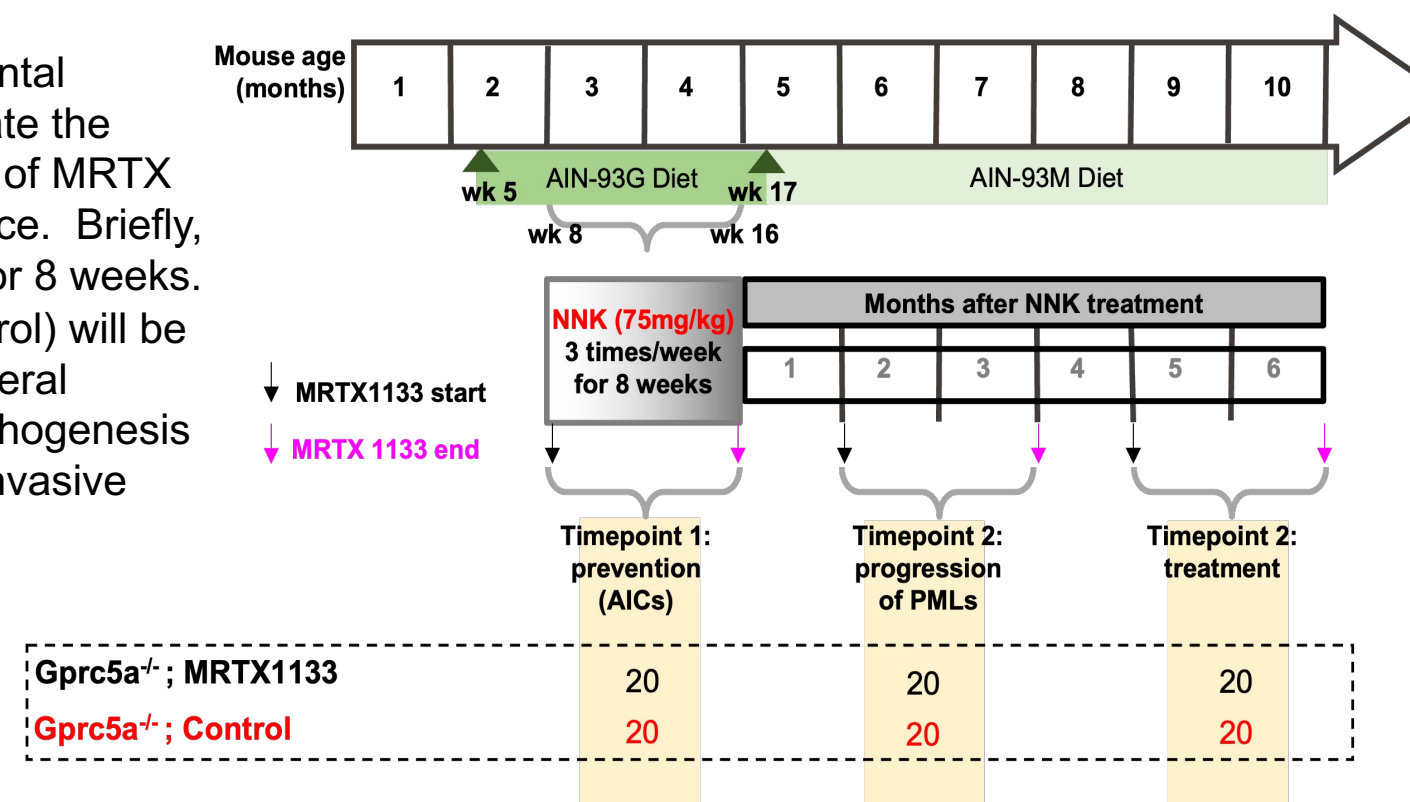 ntal
ate the
of MRTX
ce. Briefly,
or 8 weeks.
rol) will be
eral
hogenesis
nvasive
Mouse age
(months)
1 2 3 4 5 6 7 8 9 10
AIN-93G Diet AIN-93M Diet
wk 5 wk 17
wk 8 wk 16
NNK (75mg/kg)
3 times/week
for 8 weeks
Months after NNK treatment
1 2 3 4 5 6
MRTX1133 start
MRTX 1133 end
Timepoint 1:
prevention
(AICs)
Timepoint 2:
progression
of PMLs
Timepoint 2:
treatment
Gprc5a-/- ; MRTX1133 20 20 20
Gprc5a-/- ; Control 20 20 20